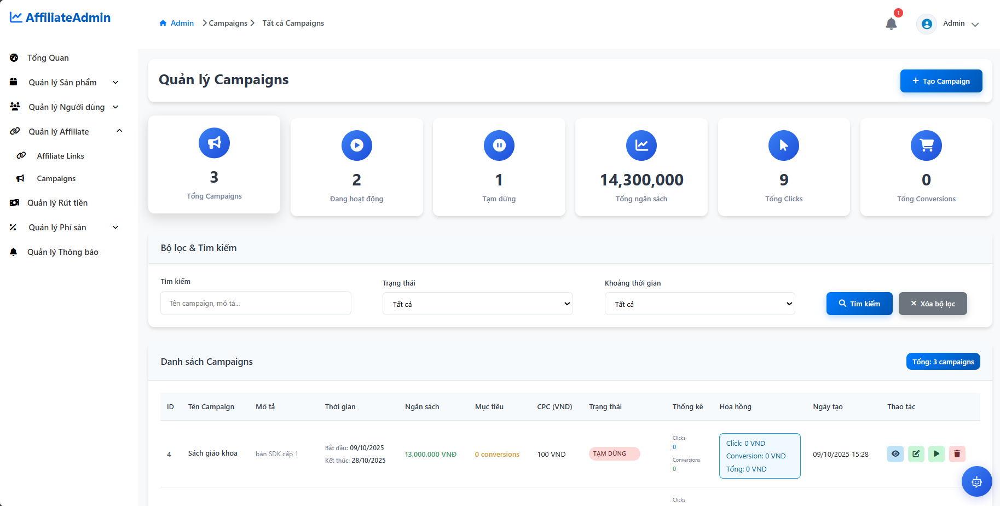 AffiliateAdmin
Admin
Campaigns
Tất cả Campaigns
1
Admin
Tổng Quan
Quản lý Sản phẩm
Quản lý Người dùng
Quản lý Affiliate
Affiliate Links
Campaigns
Quản lý Rút tiền
Quản lý Phí sàn
Quản lý Thông báo
Quản lý Campaigns
+ Tạo Campaign
3
Tổng Campaigns
2
Đang hoạt động
1
Tạm dừng
14,300,000
Tổng ngân sách
9
Tổng Clicks
0
Tổng Conversions
Bộ lọc & Tìm kiếm
Tìm kiếm
Tên campaign, mô tả...
Trạng thái
Tất cả
Khoảng thời gian
Tất cả
Tìm kiếm
Xóa bộ lọc
Danh sách Campaigns
Tổng: 3 campaigns
ID Tên Campaign Mô tả Thời gian Ngân sách Mục tiêu CPC (VND) Trạng thái Thống kê Hoa hồng Ngày tạo Thao tác
4
Sách giáo khoa
bán SDK cấp 1
Bắt đầu: 09/10/2025
Kết thúc: 28/10/2025
13,000,000 VNĐ
0 conversions
100 VND
TẠM DỪNG
Clicks
0
Conversions
0
Click: 0 VND
Conversion: 0 VND
Tổng: 0 VND
09/10/2025 15:28
Clicks